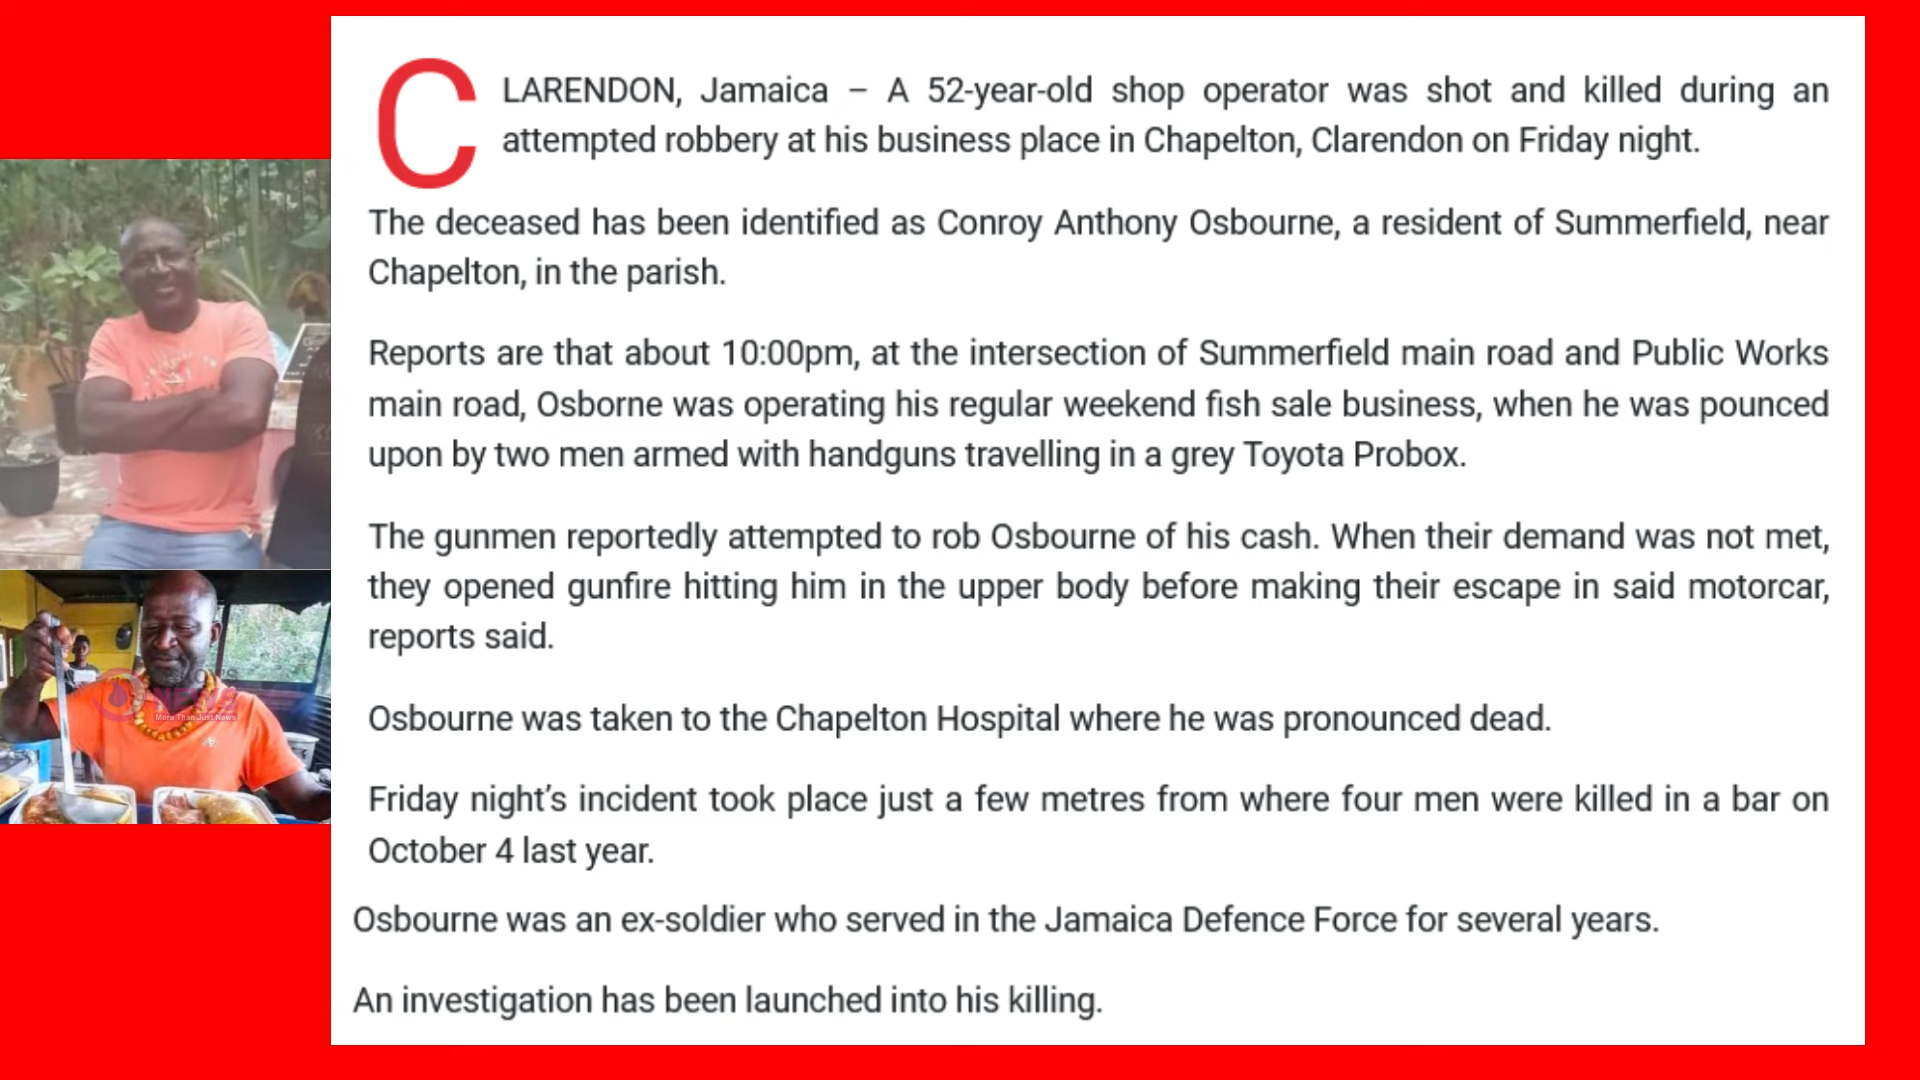 CLARENDON, Jamaica – A 52-year-old shop operator was shot and killed during an
attempted robbery at his business place in Chapelton, Clarendon on Friday night.
The deceased has been identified as Conroy Anthony Osbourne, a resident of Summerfield, near
Chapelton, in the parish.
Reports are that about 10:00pm, at the intersection of Summerfield main road and Public Works
main road, Osborne was operating his regular weekend fish sale business, when he was pounced
upon by two men armed with handguns travelling in a grey Toyota Probox.
The gunmen reportedly attempted to rob Osbourne of his cash. When their demand was not met,
they opened gunfire hitting him in the upper body before making their escape in said motorcar,
reports said.
Osbourne was taken to the Chapelton Hospital where he was pronounced dead.
Friday night’s incident took place just a few metres from where four men were killed in a bar on
October 4 last year.
Osbourne was an ex-soldier who served in the Jamaica Defence Force for several years.
An investigation has been launched into his killing.
NEWS
More Than Just News